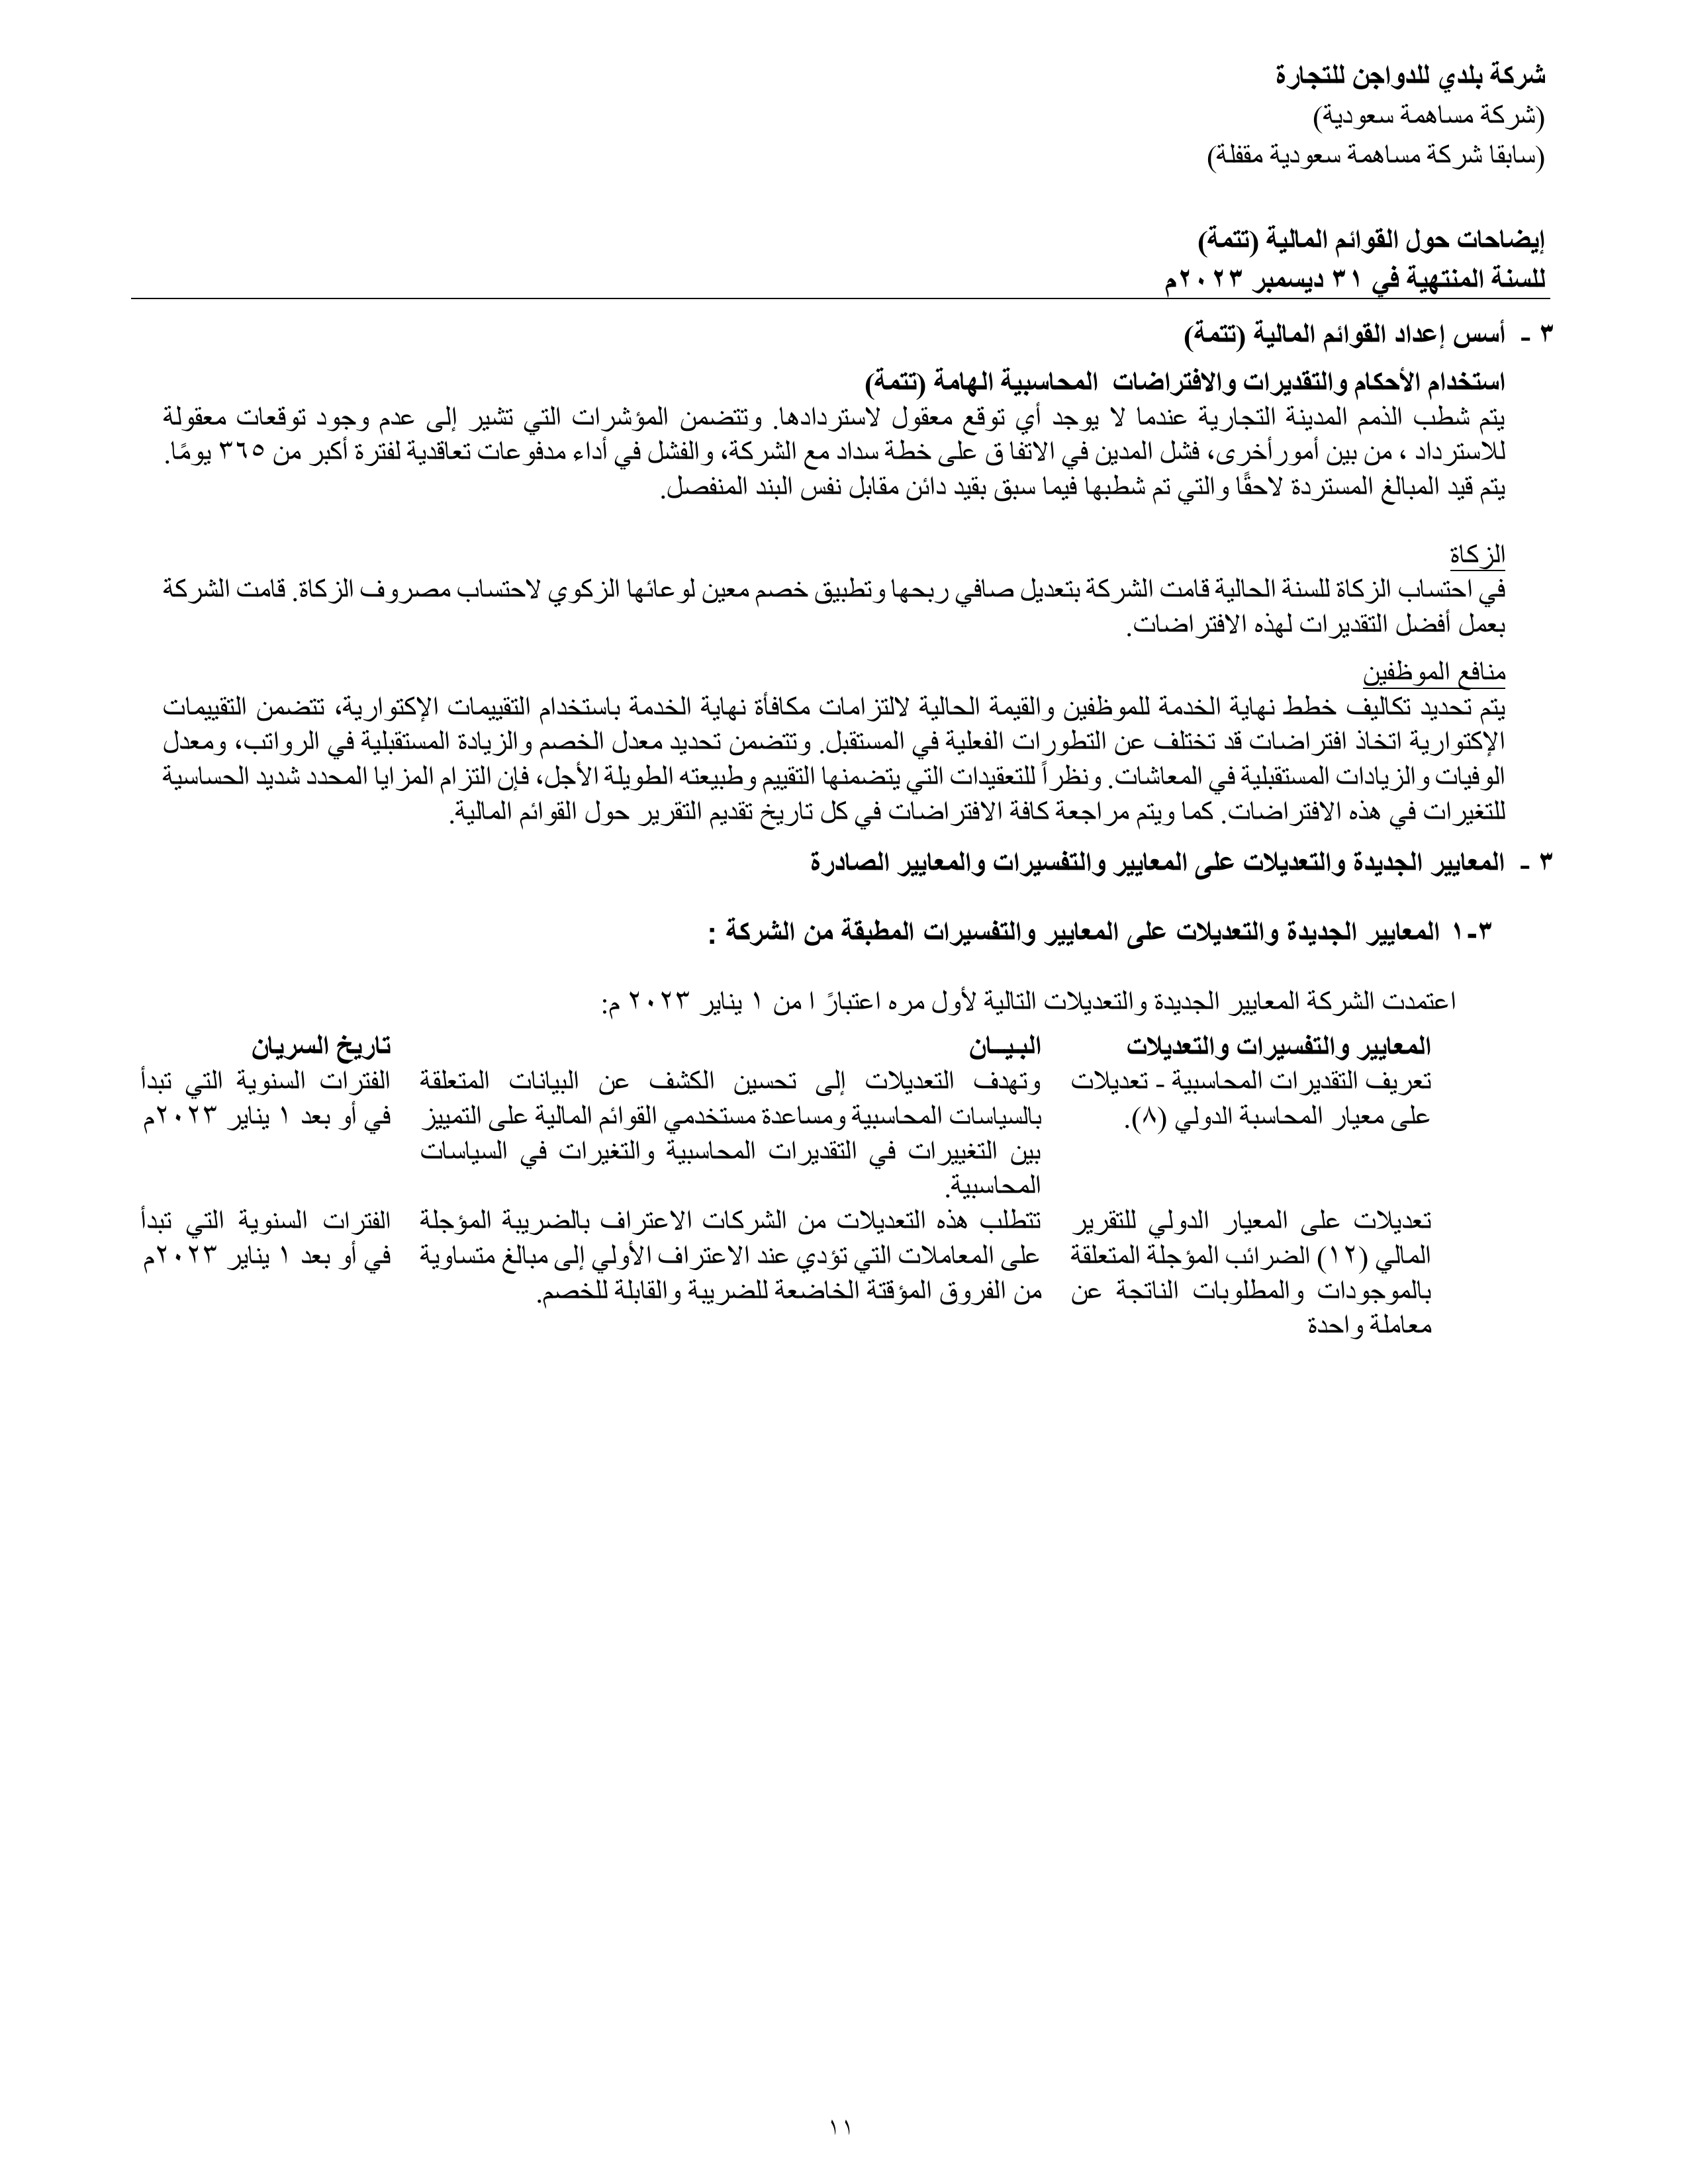 شركة بلدي للدواجن للتجارة
(شركة مساهمة سعودية)
(سابقا شركة مساهمة سعودية مقفلة)
إيضاحات حول القوائم المالية (تتمة)
للسنة المنتهية في ٣١ ديسمبر ٢٠٢٣م
٣ - أسس إعداد القوائم المالية (تتمة)
استخدام الأحكام والتقديرات والافتراضات المحاسبية الهامة (تتمة)
يتم شطب الذمم المدينة التجارية عندما لا يوجد أي توقع معقول لاستردادها. وتتضمن المؤشرات التي تشير إلى عدم وجود توقعات معقولة
للاسترداد ، من بين أمورأخرى، فشل المدين في الاتفا ق على خطة سداد مع الشركة، والفشل في أداء مدفوعات تعاقدية لفترة أكبر من ٣٦٥ يومًا.
يتم قيد المبالغ المستردة لاحقًا والتي تم شطبها فيما سبق بقيد دائن مقابل نفس البند المنفصل.
الزكاة
في احتساب الزكاة للسنة الحالية قامت الشركة بتعديل صافي ربحها وتطبيق خصم معين لوعائها الزكوي لاحتساب مصروف الزكاة. قامت الشركة
بعمل أفضل التقديرات لهذه الافتراضات.
منافع الموظفين
يتم تحديد تكاليف خطط نهاية الخدمة للموظفين والقيمة الحالية لالتزامات مكافأة نهاية الخدمة باستخدام التقييمات الإكتوارية، تتضمن التقييمات
الإكتوارية اتخاذ افتراضات قد تختلف عن التطورات الفعلية في المستقبل. وتتضمن تحديد معدل الخصم والزيادة المستقبلية في الرواتب، ومعدل
الوفيات والزيادات المستقبلية في المعاشات. ونظراً للتعقيدات التي يتضمنها التقييم وطبيعته الطويلة الأجل، فإن التزام المزايا المحدد شديد الحساسية
للتغيرات في هذه الافتراضات. كما ويتم مراجعة كافة الافتراضات في كل تاريخ تقديم التقرير حول القوائم المالية.
٣ - المعايير الجديدة والتعديلات على المعايير والتفسيرات والمعايير الصادرة
٣-١ المعايير الجديدة والتعديلات على المعايير والتفسيرات المطبقة من الشركة :
اعتمدت الشركة المعايير الجديدة والتعديلات التالية لأول مره اعتبارً ا من ١ يناير ٢٠٢٣ م:
المعايير والتفسيرات والتعديلات البـيـــان تاريخ السريان
تعريف التقديرات المحاسبية - تعديلات وتهدف التعديلات إلى تحسين الكشف عن البيانات المتعلقة الفترات السنوية التي تبدأ
على معيار المحاسبة الدولي (٨). بالسياسات المحاسبية ومساعدة مستخدمي القوائم المالية على التمييز في أو بعد ١ يناير ٢٠٢٣م
بين التغييرات في التقديرات المحاسبية والتغيرات في السياسات
المحاسبية.
تعديلات على المعيار الدولي للتقرير تتطلب هذه التعديلات من الشركات الاعتراف بالضريبة المؤجلة الفترات السنوية التي تبدأ
المالي (١٢) الضرائب المؤجلة المتعلقة على المعاملات التي تؤدي عند الاعتراف الأولي إلى مبالغ متساوية في أو بعد ١ يناير ٢٠٢٣م
بالموجودات والمطلوبات الناتجة عن من الفروق المؤقتة الخاضعة للضريبة والقابلة للخصم.
معاملة واحدة
١١